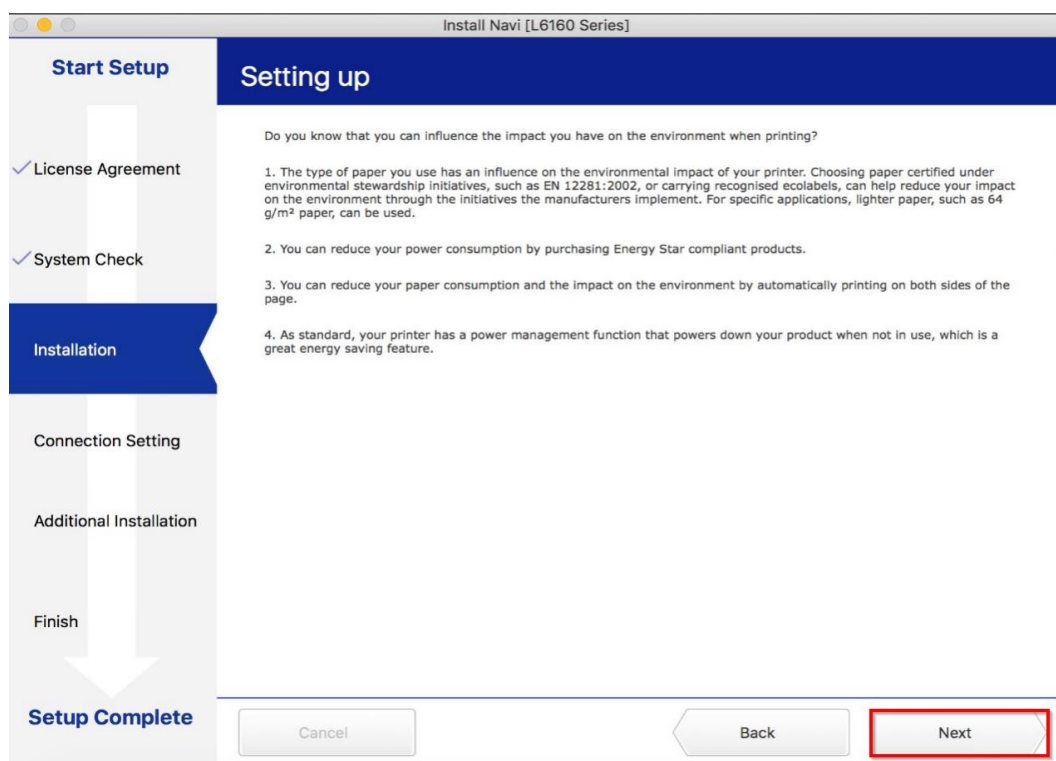 Install Navi [L6160 Series]
Start Setup
License Agreement
System Check
Installation
Connection Setting
Additional Installation
Finish
Setup Complete
Setting up
Do you know that you can influence the impact you have on the environment when printing?
1. The type of paper you use has an influence on the environmental impact of your printer. Choosing paper certified under
environmental stewardship initiatives, such as EN 12281:2002, or carrying recognised ecolabels, can help reduce your impact
on the environment through the initiatives the manufacturers implement. For specific applications, lighter paper, such as 64
g/m² paper, can be used.
2. You can reduce your power consumption by purchasing Energy Star compliant products.
3. You can reduce your paper consumption and the impact on the environment by automatically printing on both sides of the
page.
4. As standard, your printer has a power management function that powers down your product when not in use, which is a
great energy saving feature.
Cancel
Back
Next